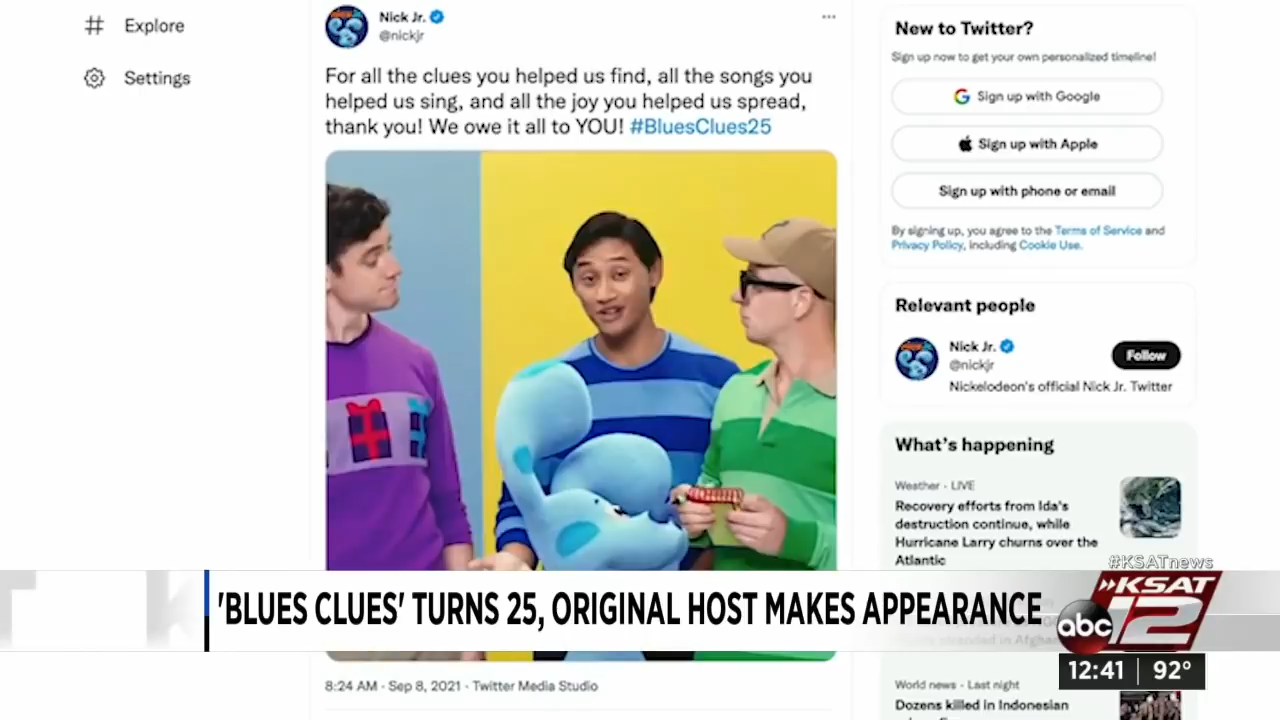 Explore
Settings
Nick Jr.
@nickjr
For all the clues you helped us find, all the songs you
helped us sing, and all the joy you helped us spread,
thank you! We owe it all to YOU! #BluesClues25
8:24 AM · Sep 8, 2021 · Twitter Media Studio
New to Twitter?
Sign up now to get your own personalized timeline!
Sign up with Google
Sign up with Apple
Sign up with phone or email
By signing up, you agree to the Terms of Service and
Privacy Policy, including Cookie Use.
Relevant people
Nick Jr.
@nickjr
Follow
Nickelodeon's official Nick Jr. Twitter
What's happening
Weather · LIVE
Recovery efforts from Ida's
destruction continue, while
Hurricane Larry churns over the
Atlantic
World news · Last night
Dozens killed in Indonesian
#KSATnews
'BLUES CLUES' TURNS 25, ORIGINAL HOST MAKES APPEARANCE
KSAT
abc 12
12:41 92°